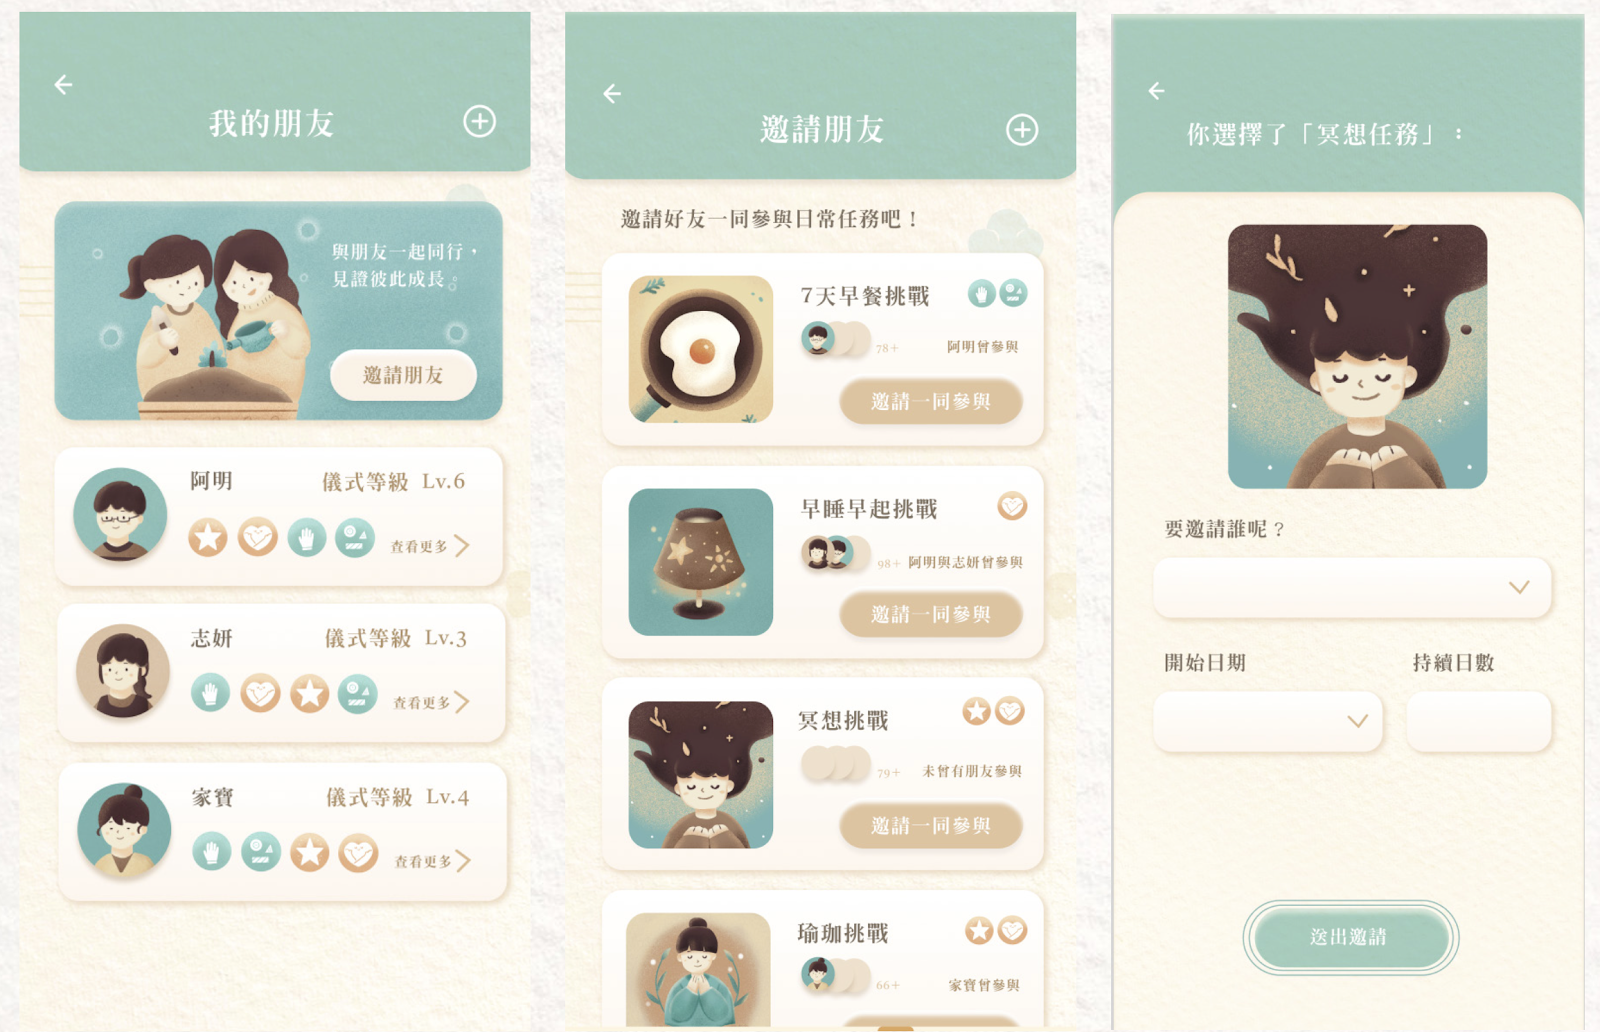 我的朋友
與朋友一起同行，
見證彼此成長。
邀請朋友
阿明
儀式等級 Lv.6
查看更多
志妍
儀式等級 Lv.3
查看更多
家寶
儀式等級 Lv.4
查看更多
邀請朋友
邀請好友一同參與日常任務吧！
7天早餐挑戰
78+
阿明曾參與
邀請一同參與
早睡早起挑戰
98+
阿明與志妍曾參與
邀請一同參與
冥想挑戰
79+
未曾有朋友參與
邀請一同參與
瑜珈挑戰
66+
家寶曾參與
你選擇了「冥想任務」：
要邀請誰呢？
開始日期
持續日數
送出邀請